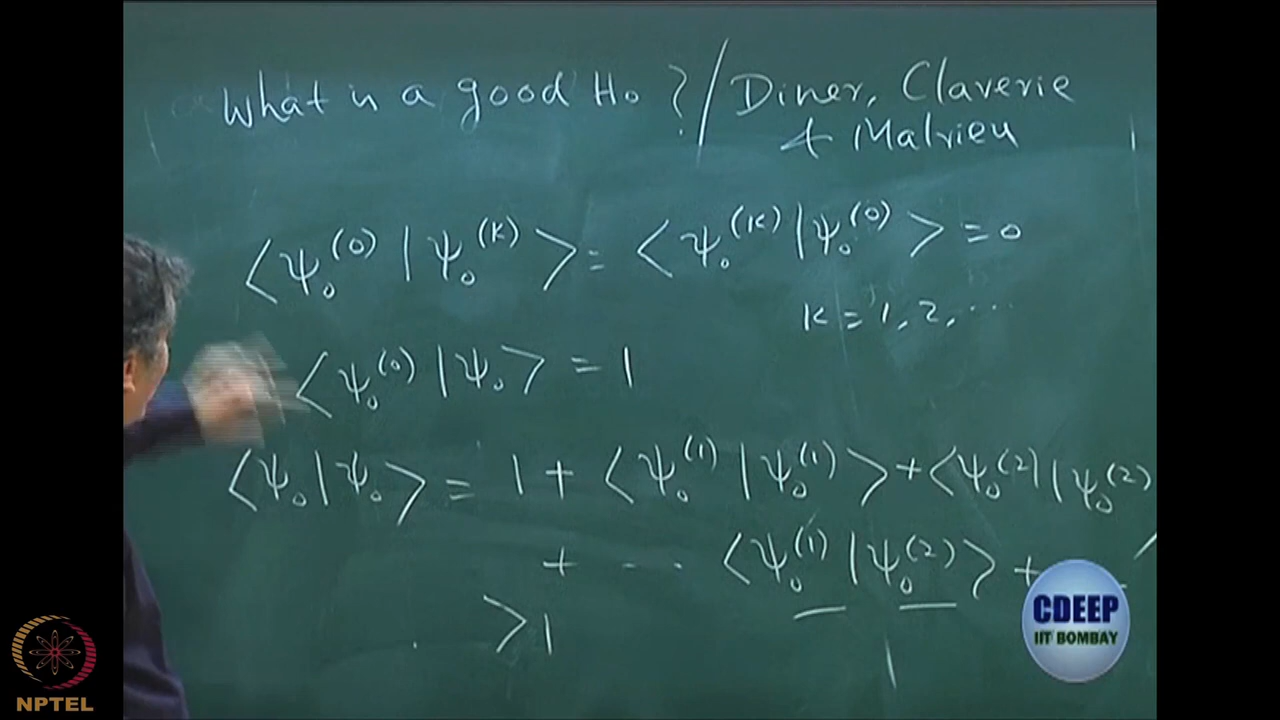 What is a good H₀ ? / Diner, Claverie
& Malrieu
⟨ψ₀⁽⁰⁾ | ψ₀⁽ᴷ⁾⟩ = ⟨ψ₀⁽ᴷ⁾ | ψ₀⁽⁰⁾⟩ = 0
K = 1, 2, ...
⟨ψ₀⁽⁰⁾ | ψ₀⟩ = 1
⟨ψ₀ | ψ₀⟩ = 1 + ⟨ψ₀⁽¹⁾ | ψ₀⁽¹⁾⟩ + ⟨ψ₀⁽²⁾ | ψ₀⁽²⁾
+ ... ⟨ψ₀⁽¹⁾ | ψ₀⁽²⁾⟩ +
> 1
CDEEP
IIT BOMBAY
NPTEL